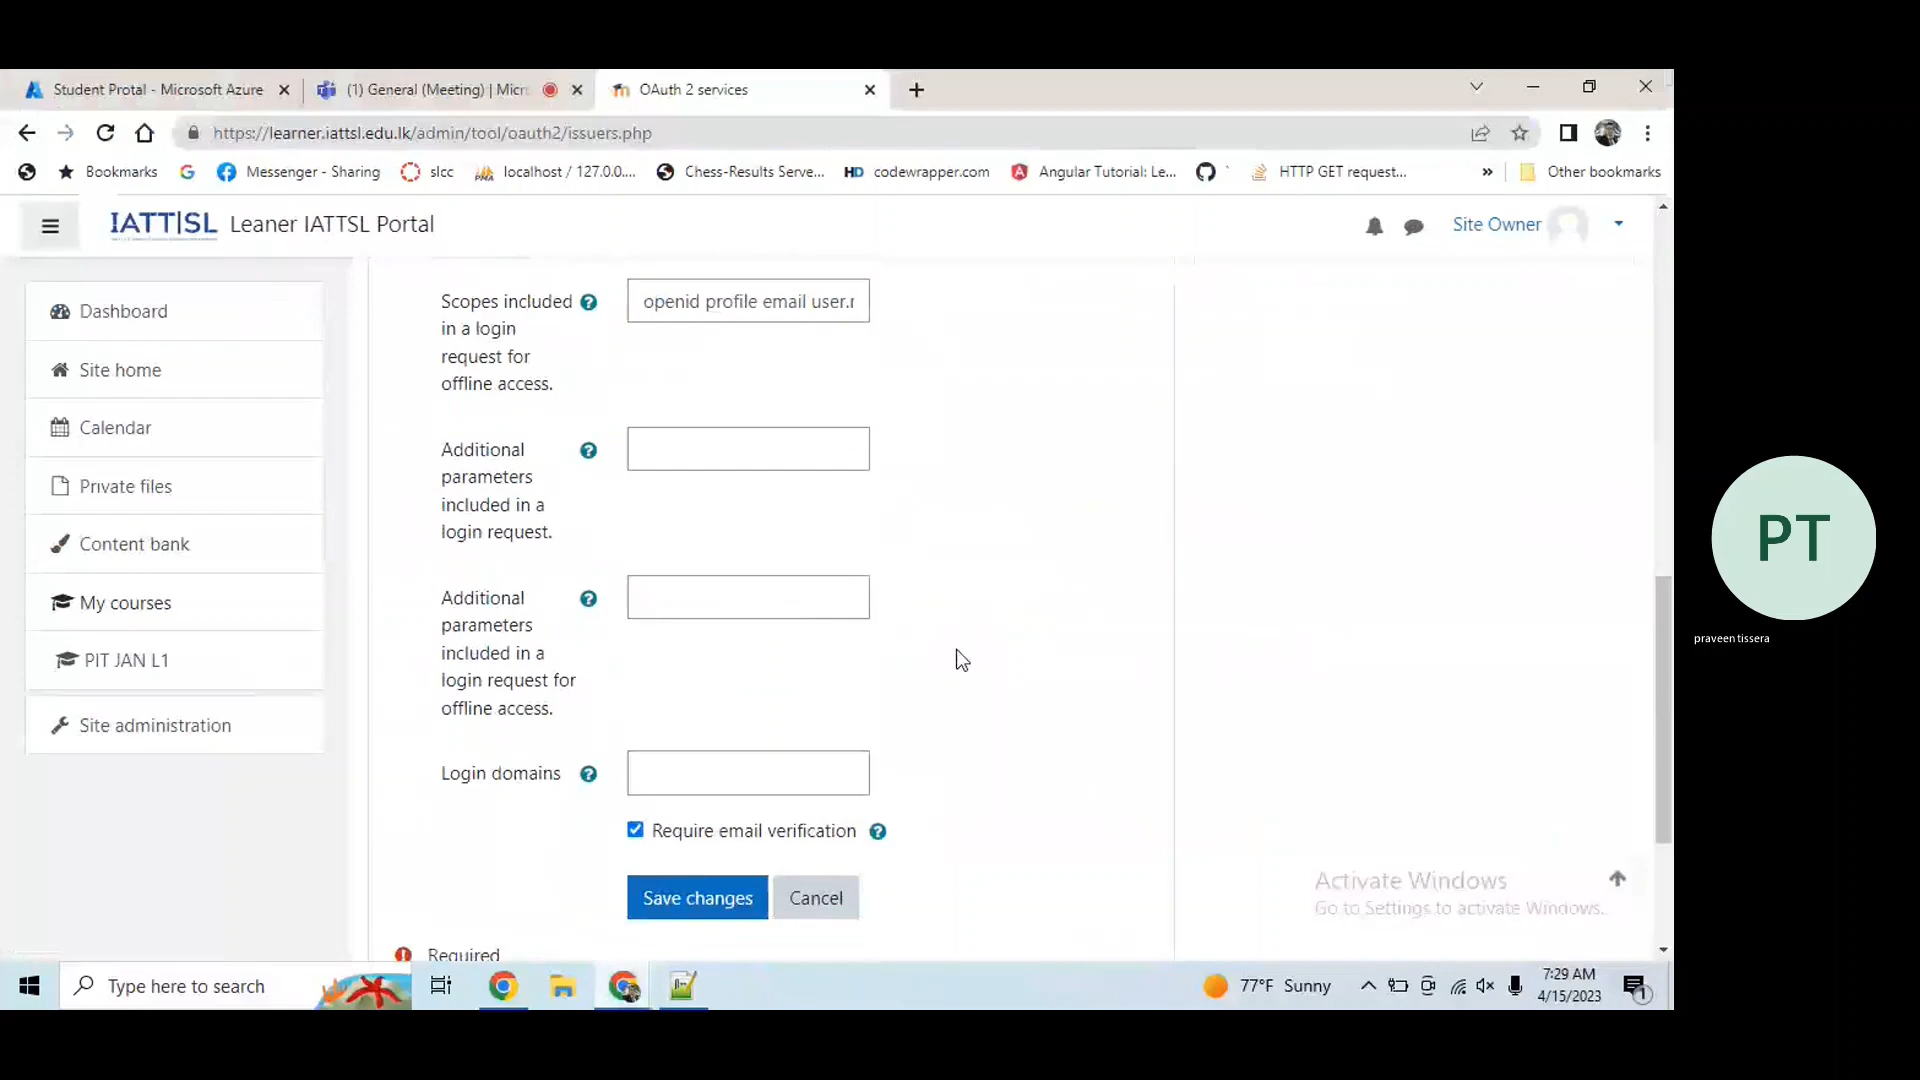 Student Protal - Microsoft Azure
(1) General (Meeting) | Micr
OAuth 2 services
https://learner.iattsl.edu.lk/admin/tool/oauth2/issuers.php
Bookmarks
Messenger - Sharing
slcc
localhost / 127.0.0....
Chess-Results Serve...
HD codewrapper.com
Angular Tutorial: Le...
HTTP GET request...
»
Other bookmarks
IATT|SL Leaner IATTSL Portal
Site Owner
Dashboard
Site home
Calendar
Private files
Content bank
My courses
PIT JAN L1
Site administration
Scopes included
in a login
request for
offline access.
openid profile email user.r
Additional
parameters
included in a
login request.
Additional
parameters
included in a
login request for
offline access.
Login domains
Require email verification
Save changes
Cancel
Required
Activate Windows
Go to Settings to activate Windows.
PT
praveen tissera
Type here to search
77°F Sunny
7:29 AM
4/15/2023
1